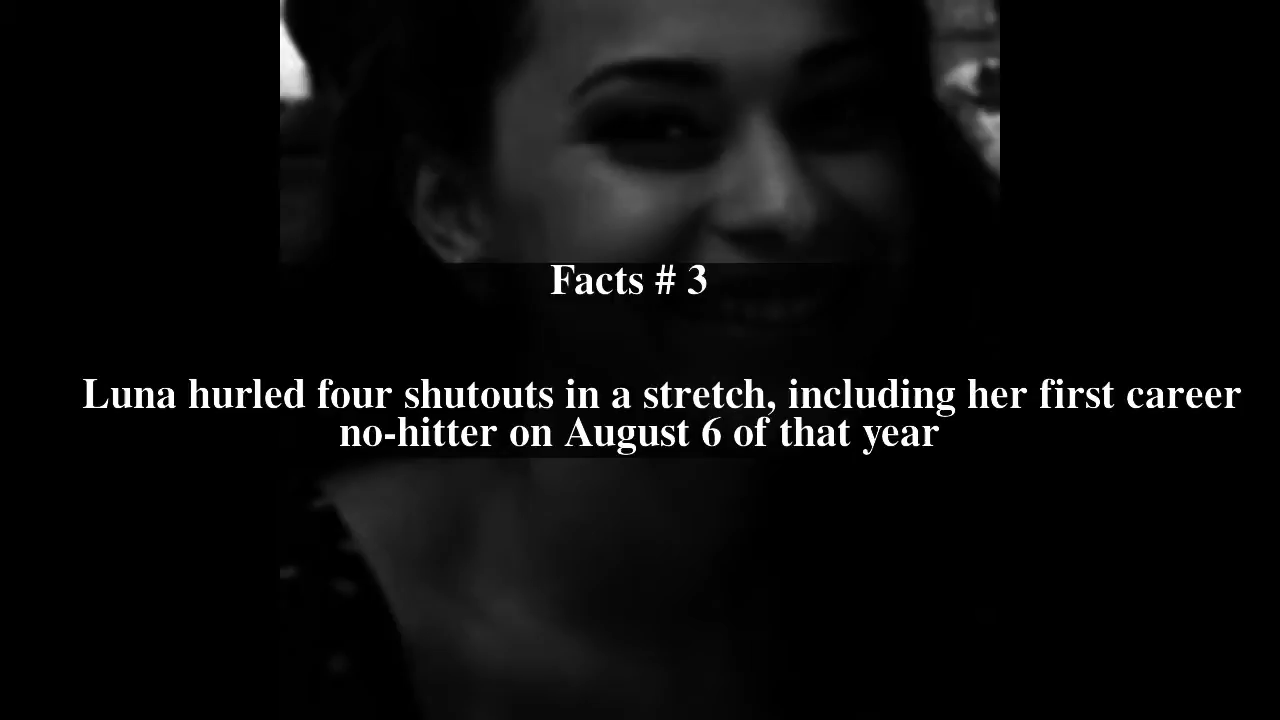 Facts # 3
Luna hurled four shutouts in a stretch, including her first career
no-hitter on August 6 of that year